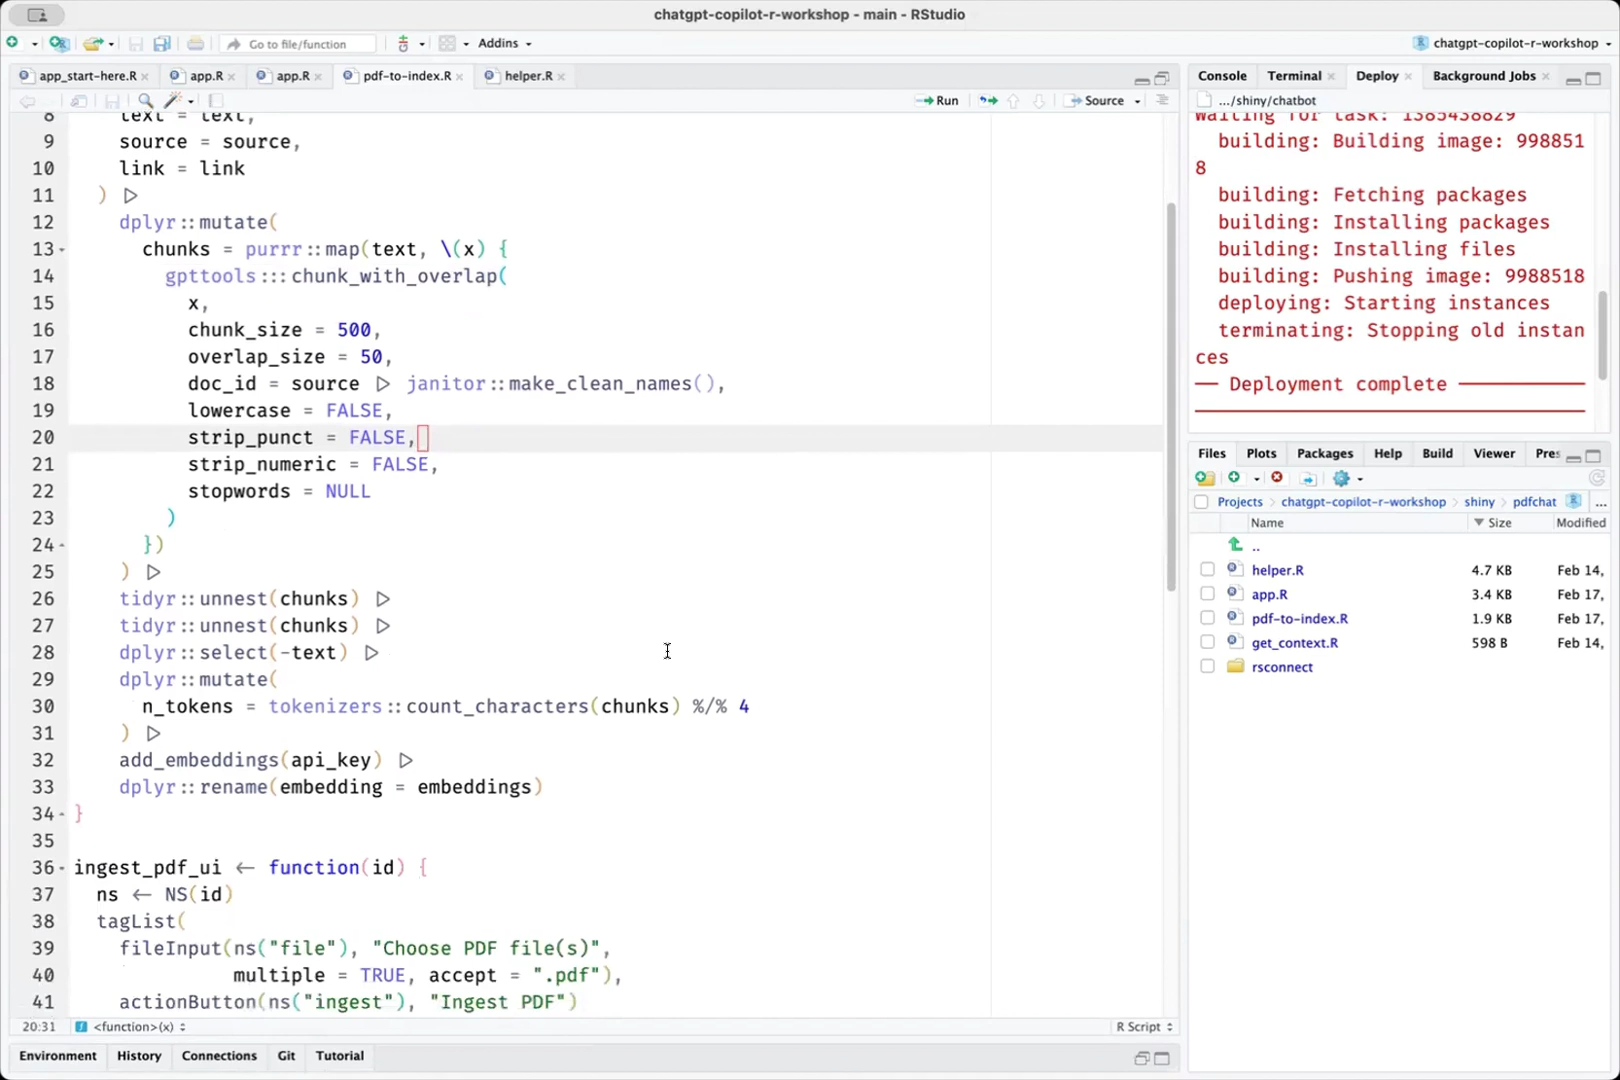 chatgpt-copilot-r-workshop - main - RStudio
Go to file/function
Addins
chatgpt-copilot-r-workshop
app_start-here.R
app.R
app.R
pdf-to-index.R
helper.R
Run
Source
8 text = text,
9 source = source,
10 link = link
11 ) |>
12 dplyr::mutate(
13 chunks = purrr::map(text, \(x) {
14 gpttools:::chunk_with_overlap(
15 x,
16 chunk_size = 500,
17 overlap_size = 50,
18 doc_id = source |> janitor::make_clean_names(),
19 lowercase = FALSE,
20 strip_punct = FALSE,
21 strip_numeric = FALSE,
22 stopwords = NULL
23 )
24 })
25 ) |>
26 tidyr::unnest(chunks) |>
27 tidyr::unnest(chunks) |>
28 dplyr::select(-text) |>
29 dplyr::mutate(
30 n_tokens = tokenizers::count_characters(chunks) %/% 4
31 ) |>
32 add_embeddings(api_key) |>
33 dplyr::rename(embedding = embeddings)
34 }
35
36 ingest_pdf_ui <- function(id) {
37 ns <- NS(id)
38 tagList(
39 fileInput(ns("file"), "Choose PDF file(s)",
40 multiple = TRUE, accept = ".pdf"),
41 actionButton(ns("ingest"), "Ingest PDF")
20:31
<function>(x)
R Script
Environment
History
Connections
Git
Tutorial
Console
Terminal
Deploy
Background Jobs
.../shiny/chatbot
Waiting for task: 1385438829
building: Building image: 998851
8
building: Fetching packages
building: Installing packages
building: Installing files
building: Pushing image: 9988518
deploying: Starting instances
terminating: Stopping old instan
ces
── Deployment complete ──
Files
Plots
Packages
Help
Build
Viewer
Pres
Projects > chatgpt-copilot-r-workshop > shiny > pdfchat
...
Name
Size
Modified
..
helper.R 4.7 KB Feb 14,
app.R 3.4 KB Feb 17,
pdf-to-index.R 1.9 KB Feb 17,
get_context.R 598 B Feb 14,
rsconnect